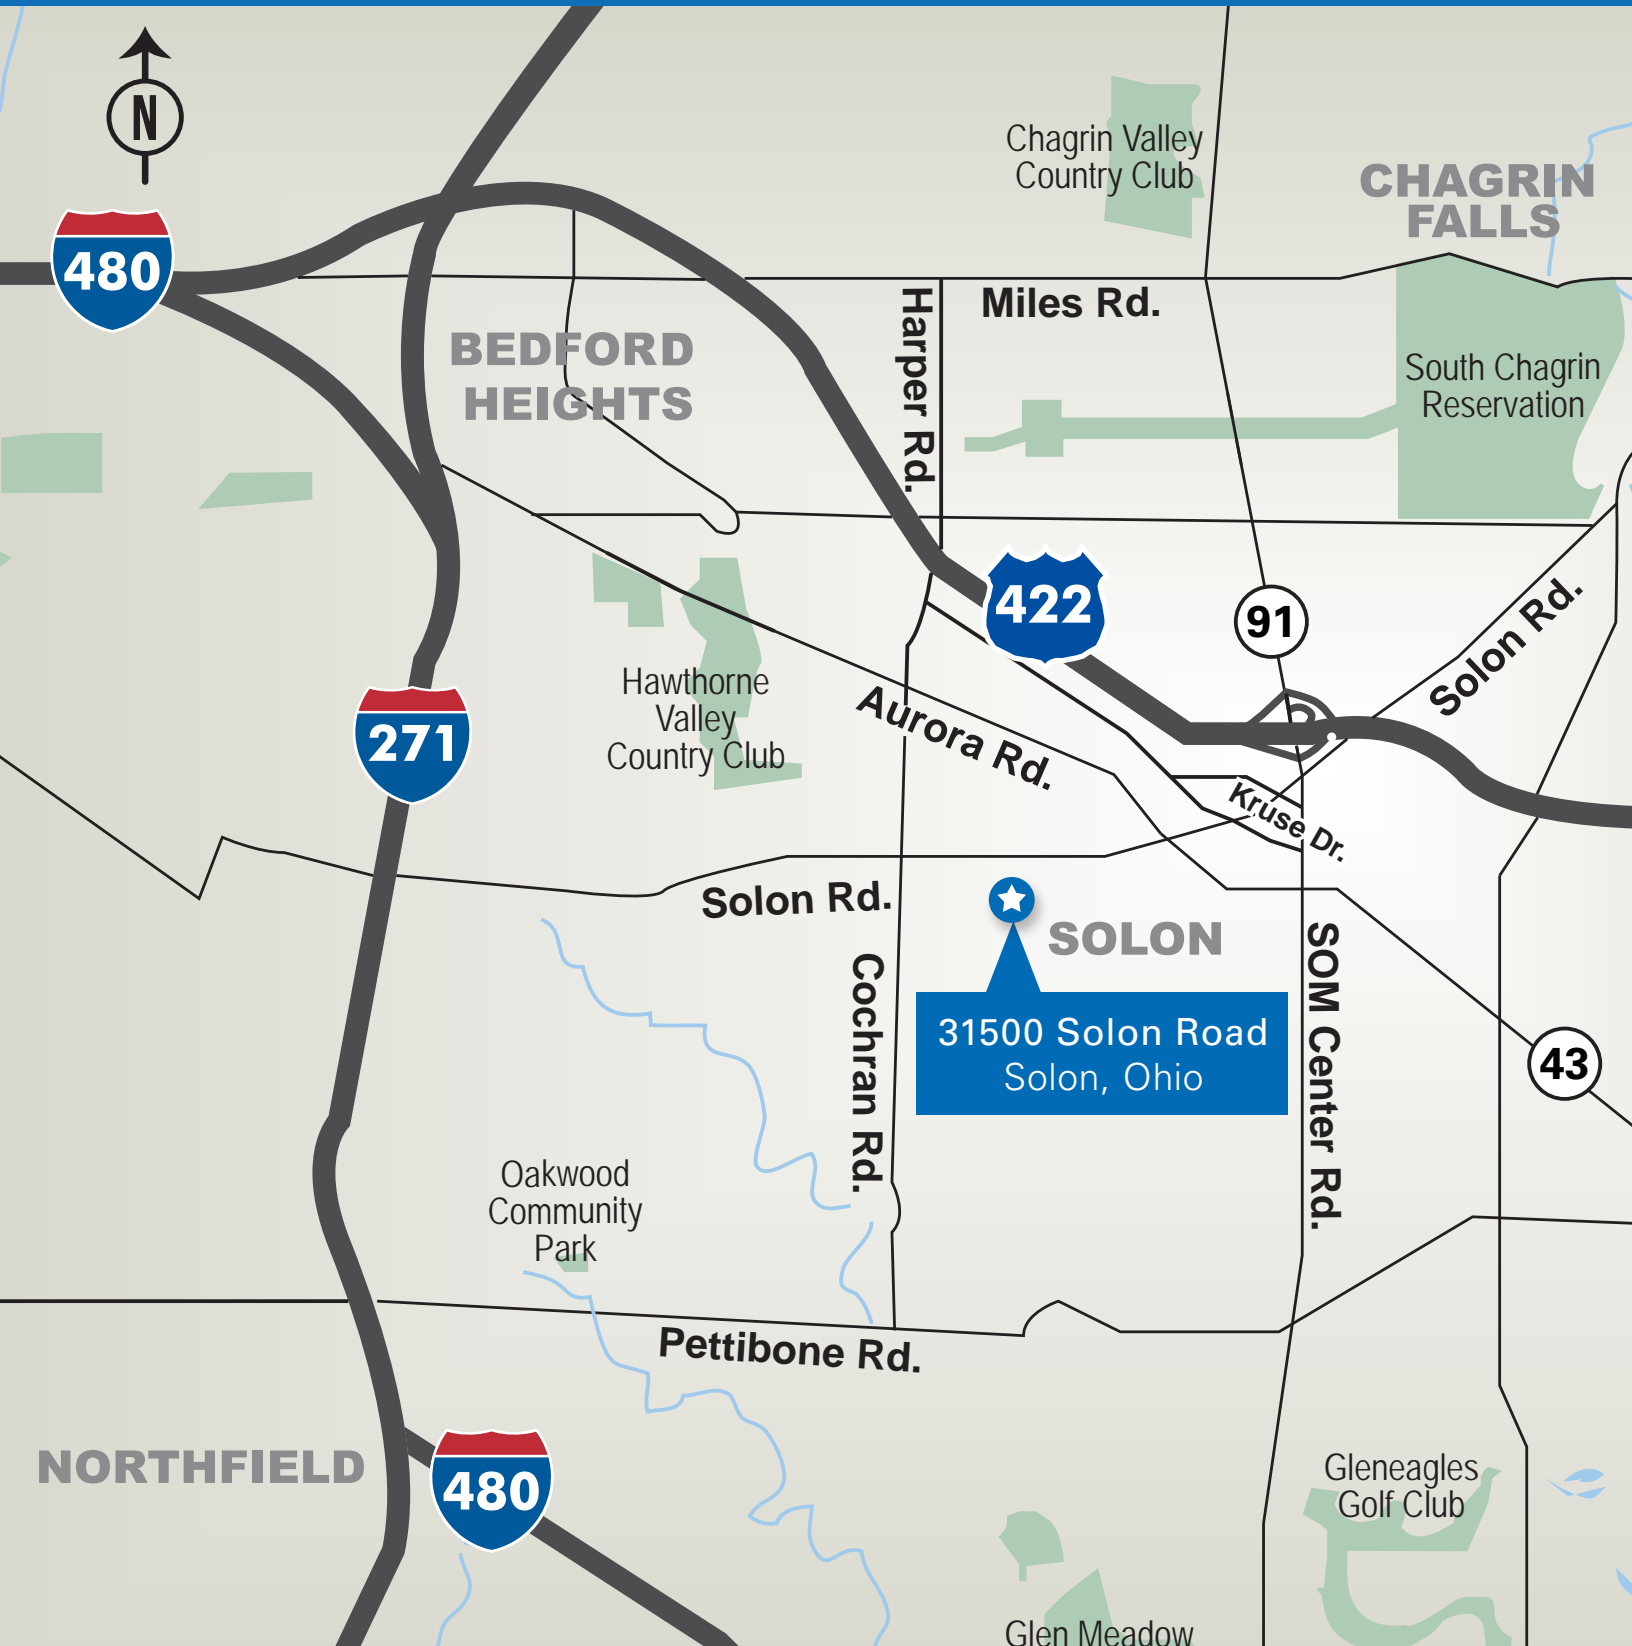 N
Chagrin Valley
Country Club
CHAGRIN
FALLS
480
Miles Rd.
Harper Rd.
BEDFORD
HEIGHTS
South Chagrin
Reservation
422
91
Solon Rd.
Hawthorne
Valley
Country Club
Aurora Rd.
271
Kruse Dr.
Solon Rd.
SOLON
Cochran Rd.
31500 Solon Road
Solon, Ohio
SOM Center Rd.
43
Oakwood
Community
Park
Pettibone Rd.
NORTHFIELD
480
Gleneagles
Golf Club
Glen Meadow